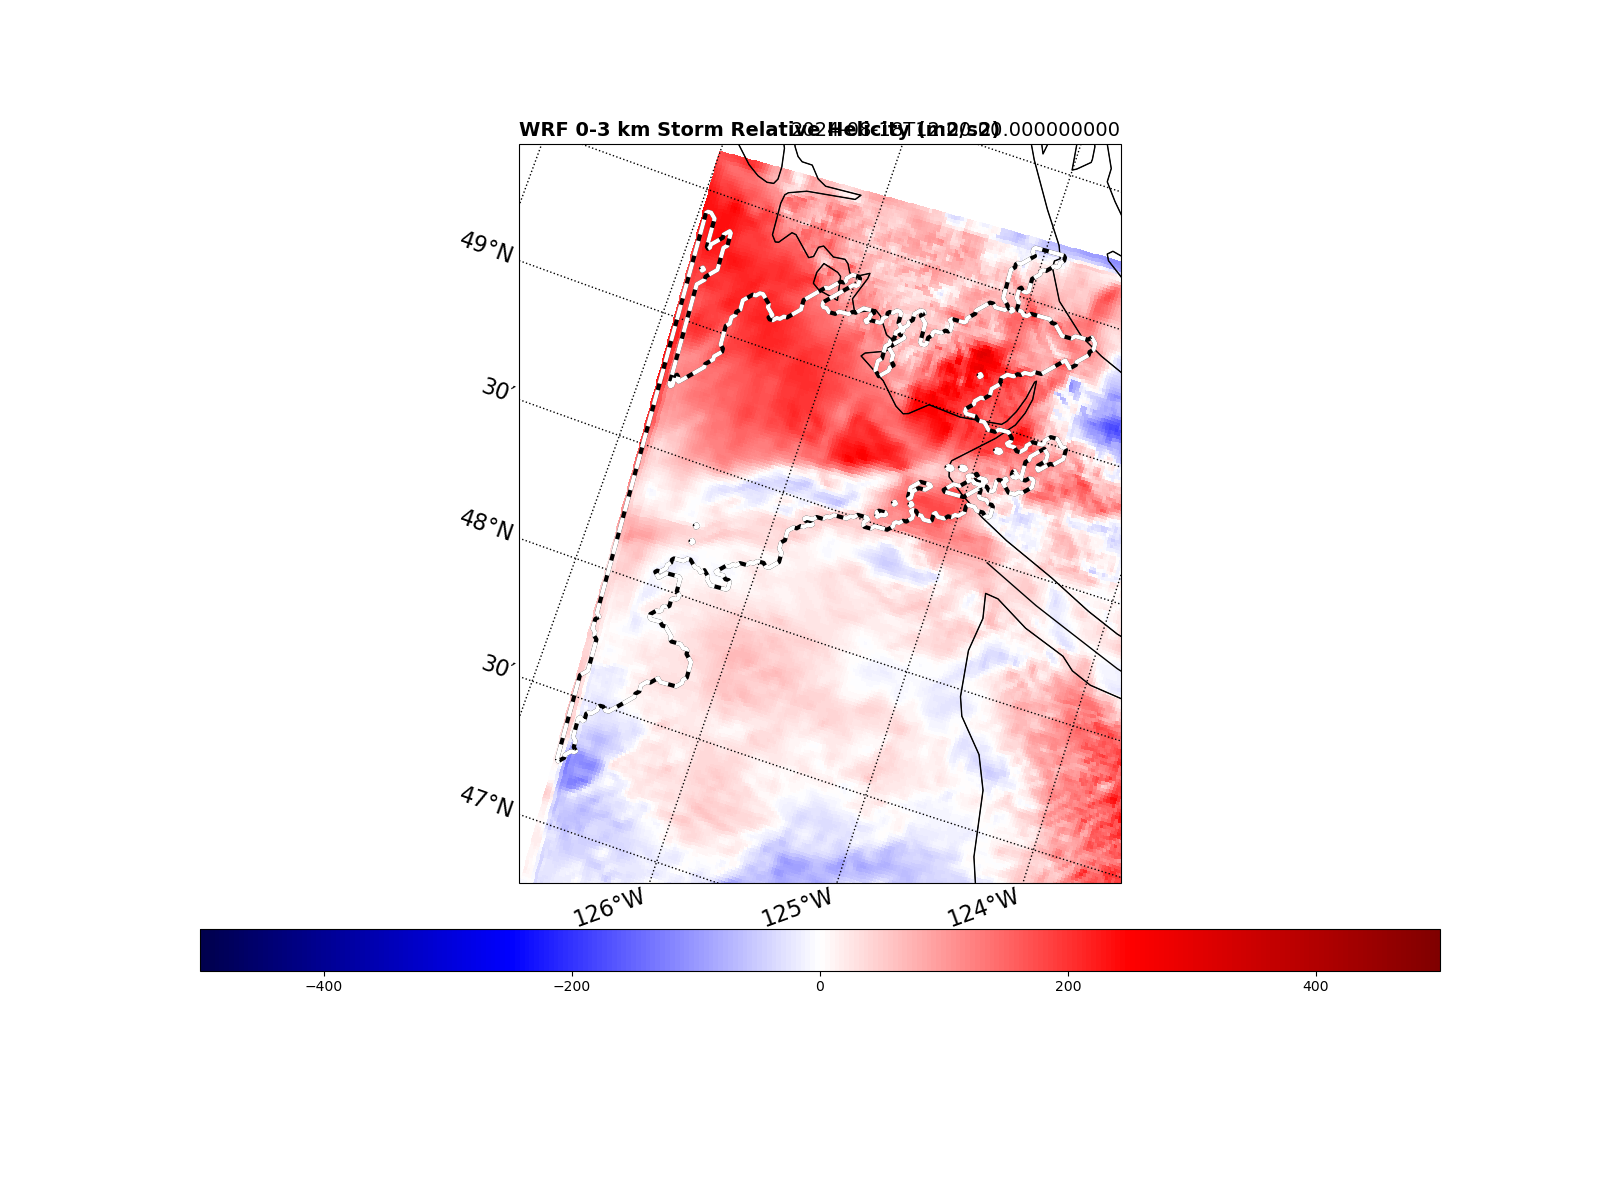 WRF 0-3 km Storm Relative Helicity (m2/s2)
.000000000
49°N
30′
48°N
30′
47°N
126°W
125°W
124°W
−400
−200
0
200
400